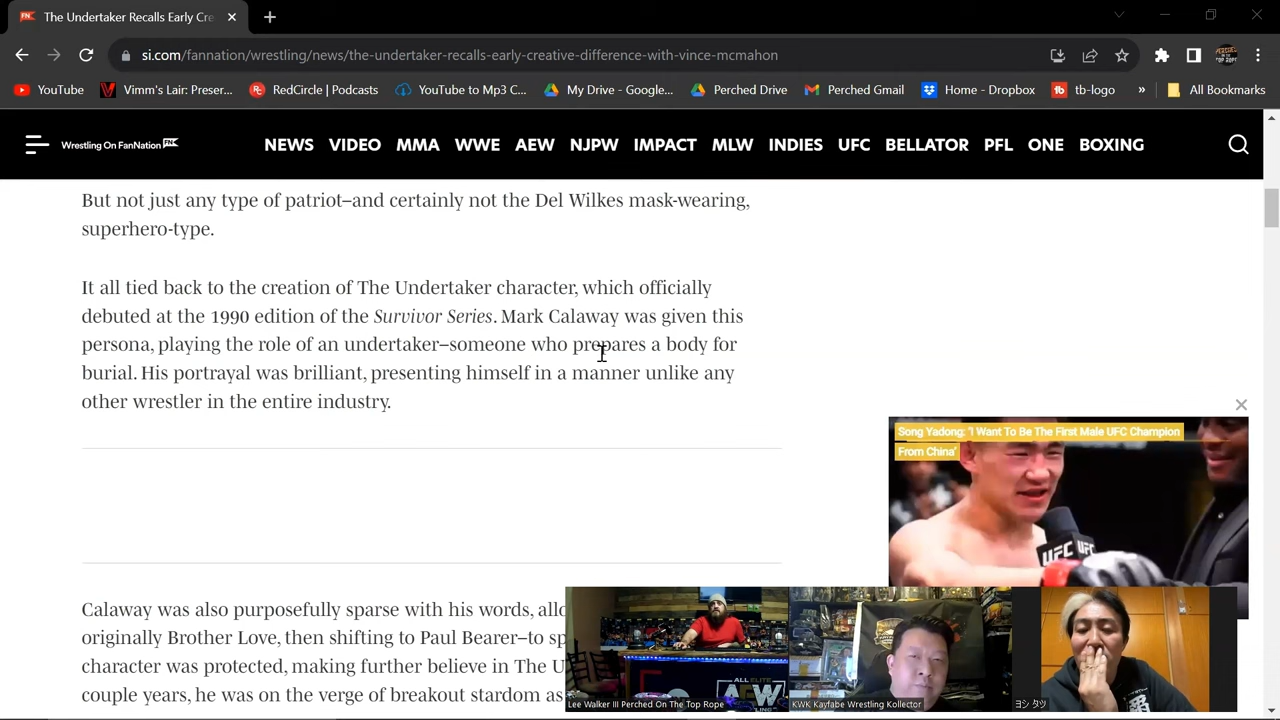 The Undertaker Recalls Early Cre
si.com/fannation/wrestling/news/the-undertaker-recalls-early-creative-difference-with-vince-mcmahon
YouTube
Vimm's Lair: Preser...
RedCircle | Podcasts
YouTube to Mp3 C...
My Drive - Google...
Perched Drive
Perched Gmail
Home - Dropbox
tb-logo
»
All Bookmarks
Wrestling On FanNation
NEWS VIDEO MMA WWE AEW NJPW IMPACT MLW INDIES UFC BELLATOR PFL ONE BOXING
But not just any type of patriot–and certainly not the Del Wilkes mask-wearing,
superhero-type.
It all tied back to the creation of The Undertaker character, which officially
debuted at the 1990 edition of the Survivor Series. Mark Calaway was given this
persona, playing the role of an undertaker–someone who prepares a body for
burial. His portrayal was brilliant, presenting himself in a manner unlike any
other wrestler in the entire industry.
Song Yadong: "I Want To Be The First Male UFC Champion
From China"
UFC UFC
Calaway was also purposefully sparse with his words, allo
originally Brother Love, then shifting to Paul Bearer–to sp
character was protected, making further believe in The U
entire years, he was on the verge of breakout stardom as
ALL ELITE
AEW
Lee Walker III Perched On The Top Rope
KWK Kayfabe Wrestling Kollector
ヨシ タツ